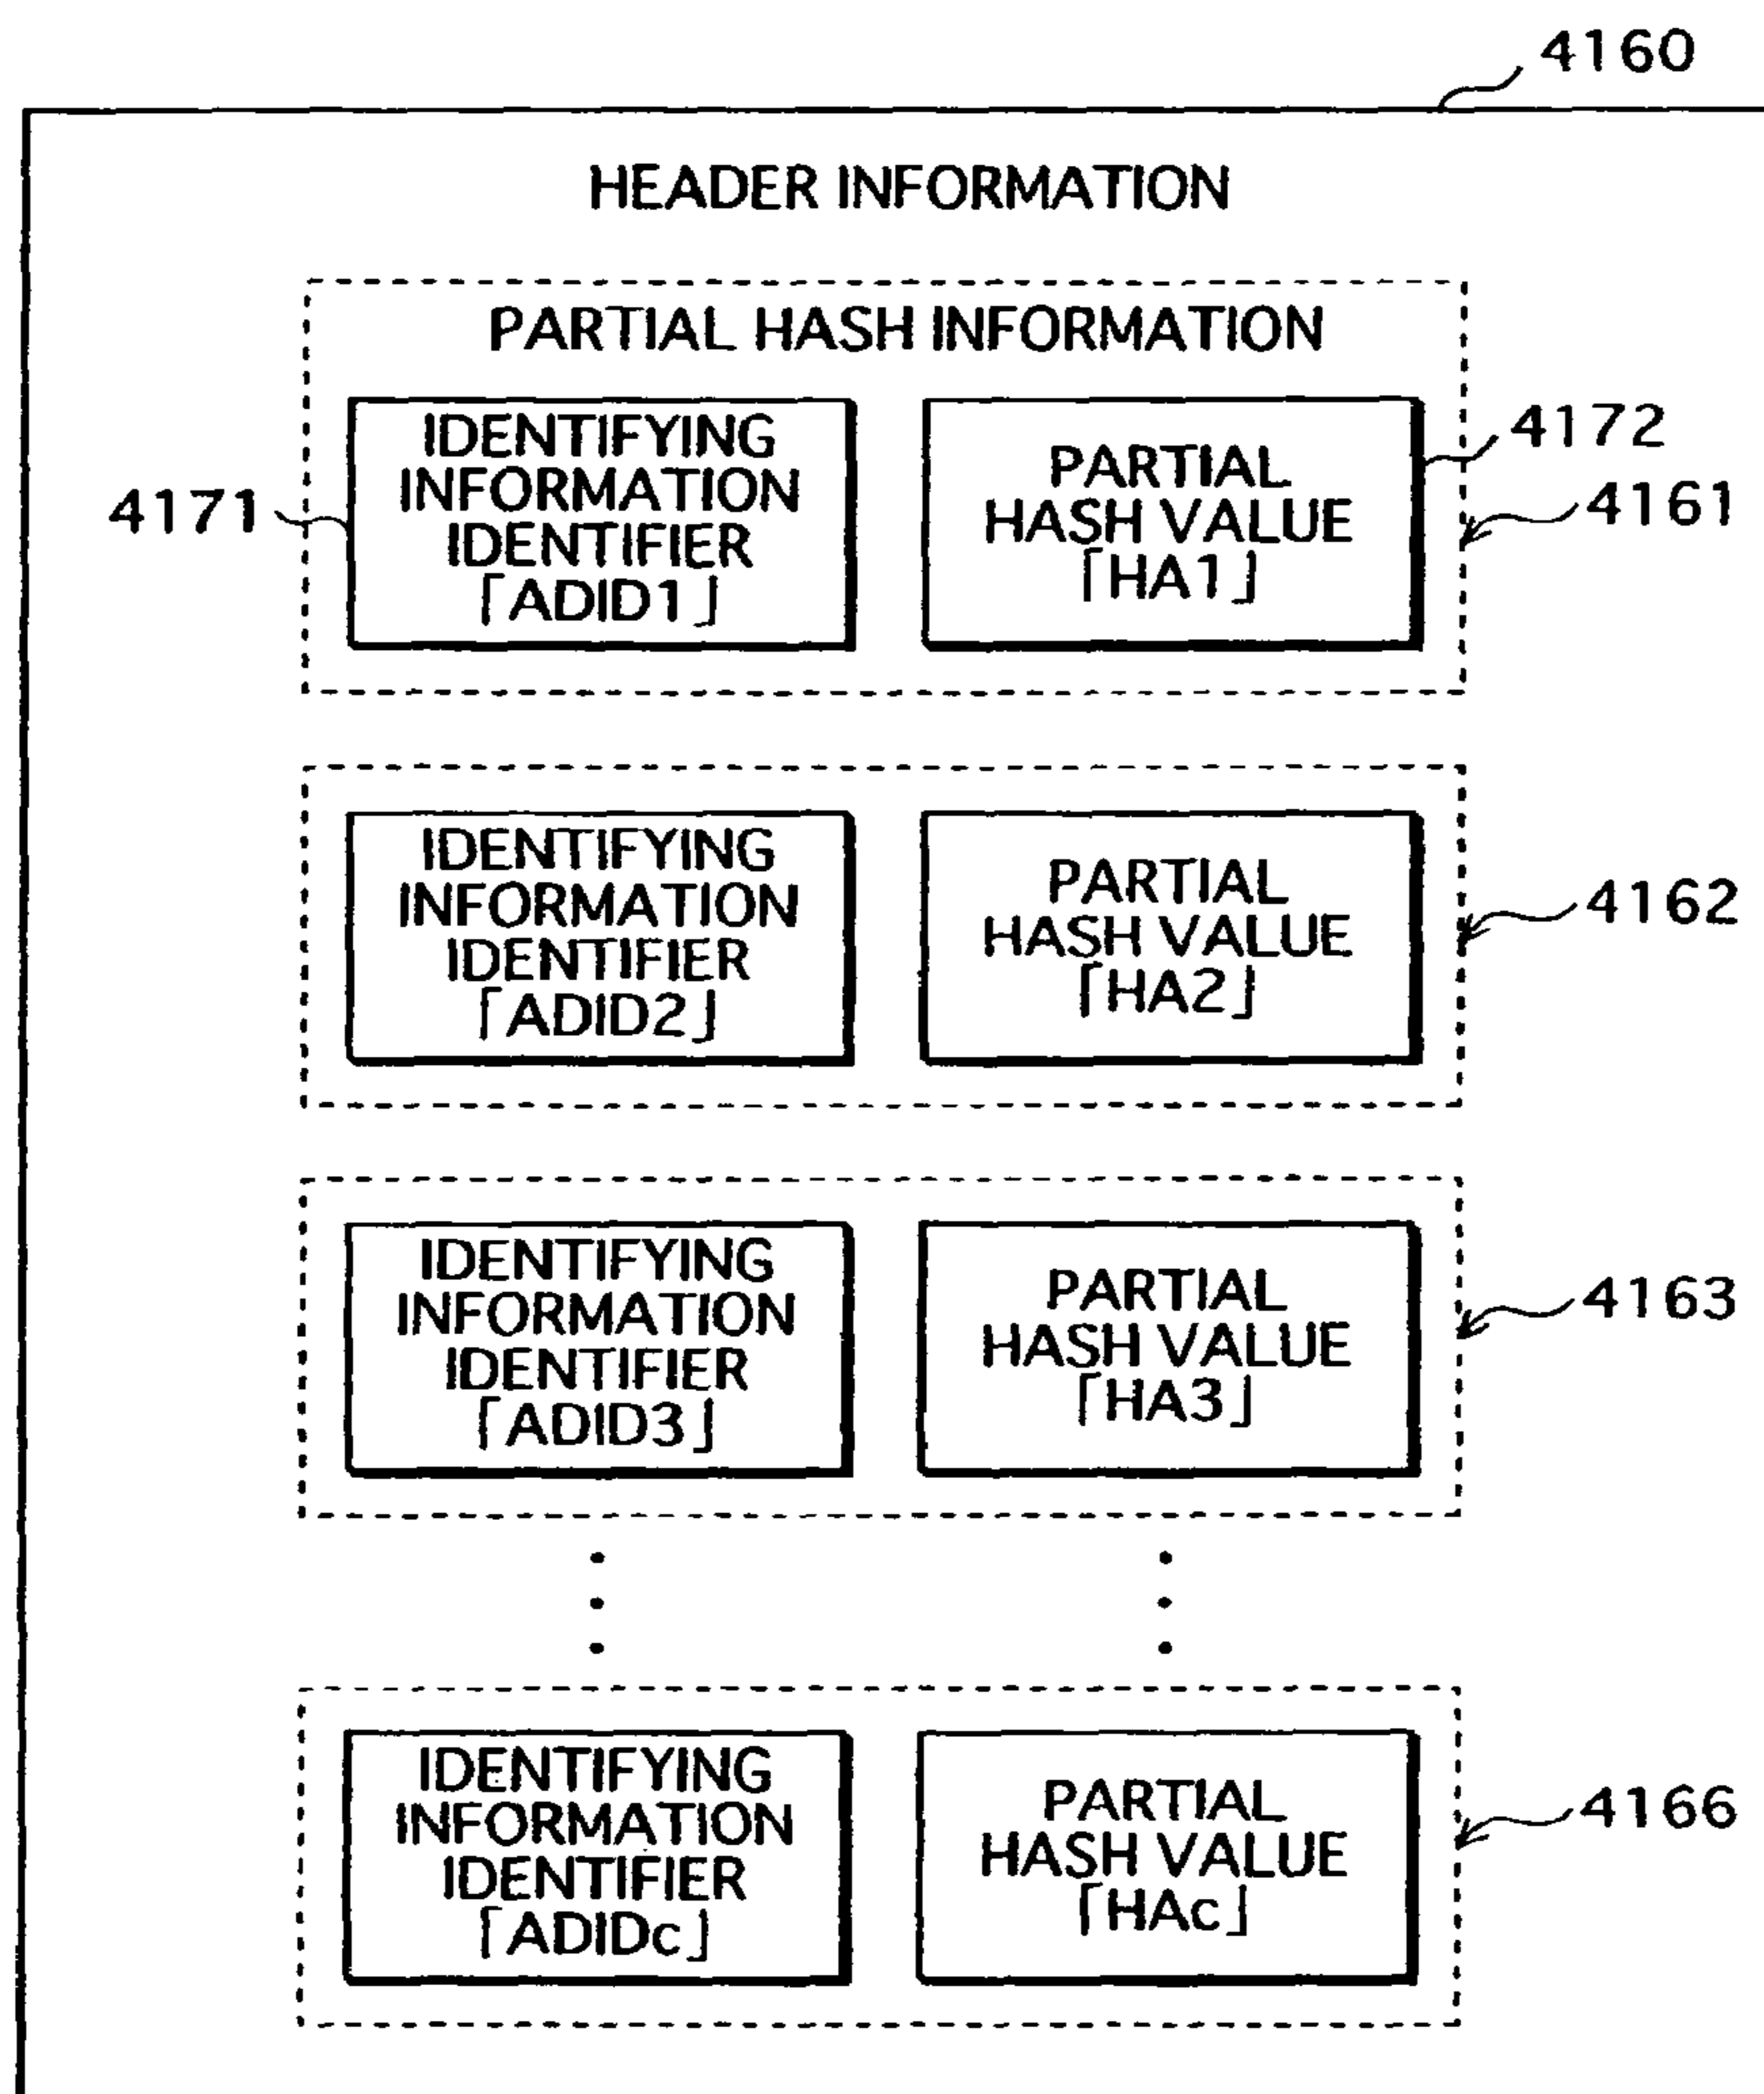 4160
HEADER INFORMATION
PARTIAL HASH INFORMATION
IDENTIFYING
INFORMATION
IDENTIFIER
「ADID1」
PARTIAL
HASH VALUE
「HA1」
4171
4172
4161
IDENTIFYING
INFORMATION
IDENTIFIER
「ADID2」
PARTIAL
HASH VALUE
「HA2」
4162
IDENTIFYING
INFORMATION
IDENTIFIER
「ADID3」
PARTIAL
HASH VALUE
「HA3」
4163
IDENTIFYING
INFORMATION
IDENTIFIER
「ADIDc」
PARTIAL
HASH VALUE
「HAc」
4166